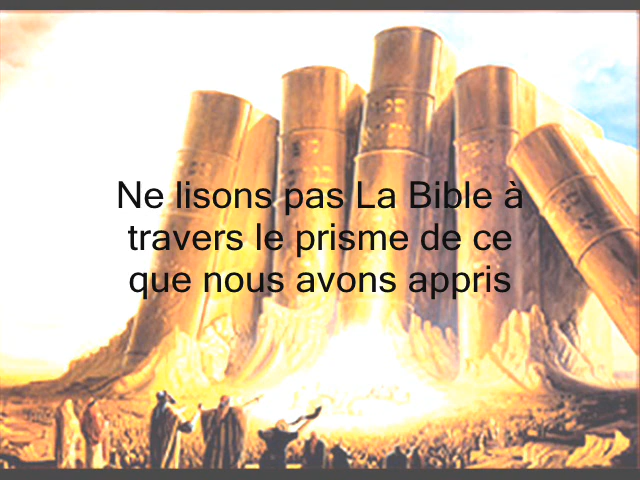 Ne lisons pas La Bible à
travers le prisme de ce
que nous avons appris